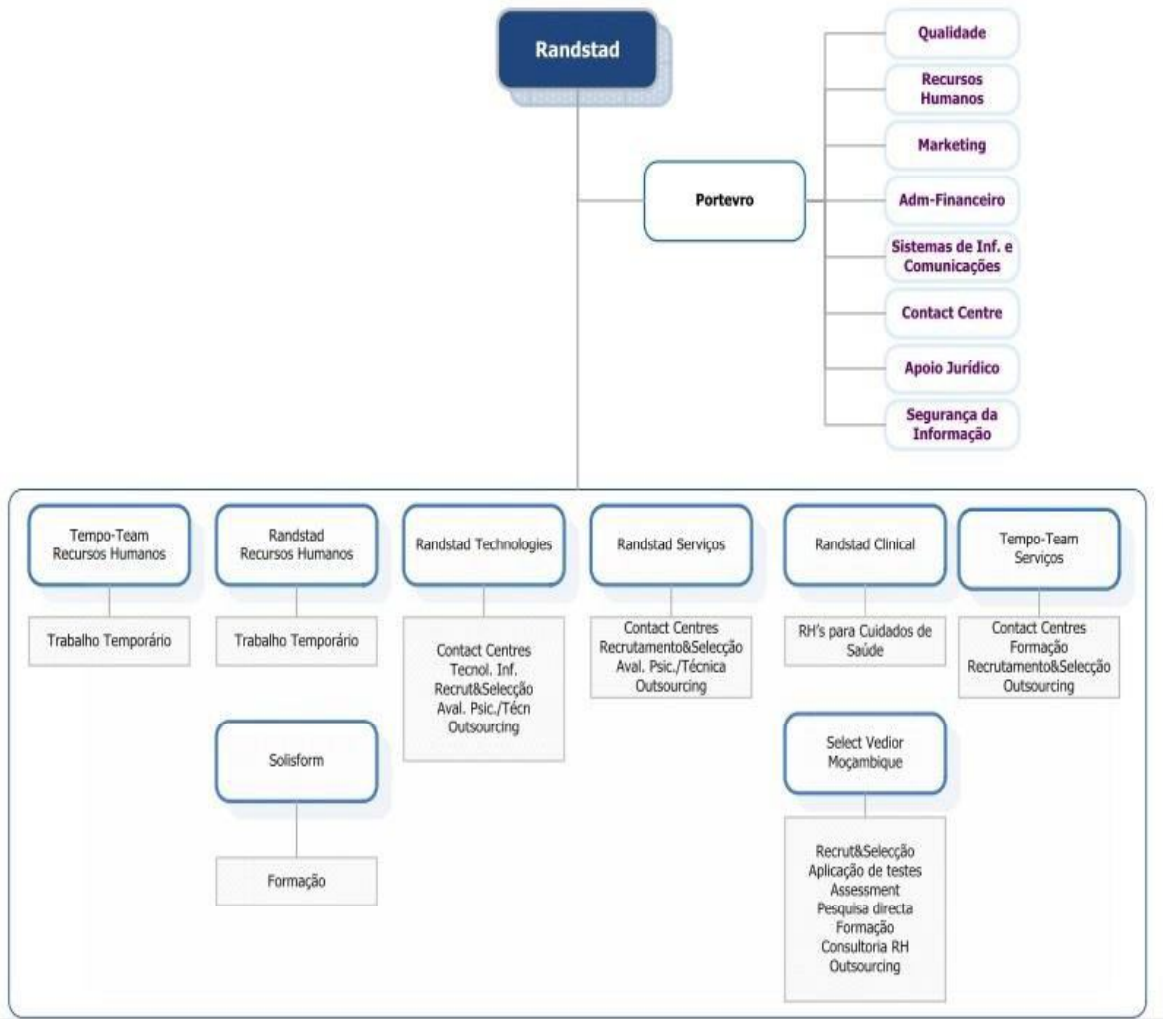 Randstad
Portevro
Qualidade
Recursos
Humanos
Marketing
Adm-Financeiro
Sistemas de Inf. e
Comunicações
Contact Centre
Apoio Jurídico
Segurança da
Informação
Tempo-Team
Recursos Humanos
Trabalho Temporário
Randstad
Recursos Humanos
Trabalho Temporário
Solisform
Formação
Randstad Technologies
Contact Centres
Tecnol. Inf.
Recrut&Selecção
Aval. Psic./Técn
Outsourcing
Randstad Serviços
Contact Centres
Recrutamento&Selecção
Aval. Psic./Técnica
Outsourcing
Randstad Clinical
RH's para Cuidados de
Saúde
Select Vedior
Moçambique
Recrut&Selecção
Aplicação de testes
Assessment
Pesquisa directa
Formação
Consultoria RH
Outsourcing
Tempo-Team
Serviços
Contact Centres
Formação
Recrutamento&Selecção
Outsourcing